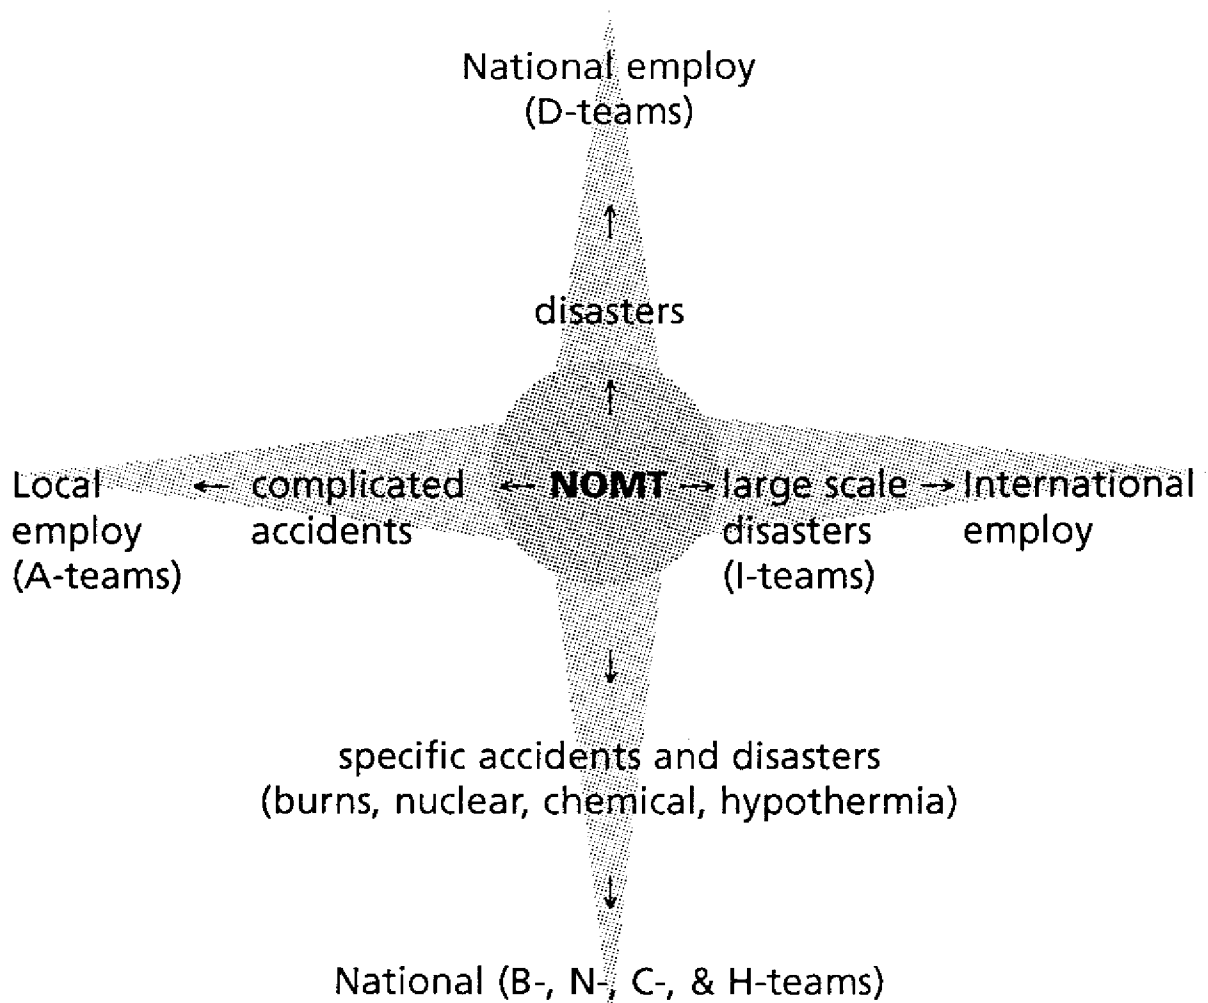 National employ
(D-teams)
↑
disasters
↑
Local ← complicated ← NOMT → large scale → International
employ accidents disasters employ
(A-teams) (I-teams)
↓
specific accidents and disasters
(burns, nuclear, chemical, hypothermia)
↓
National (B-, N-, C-, & H-teams)